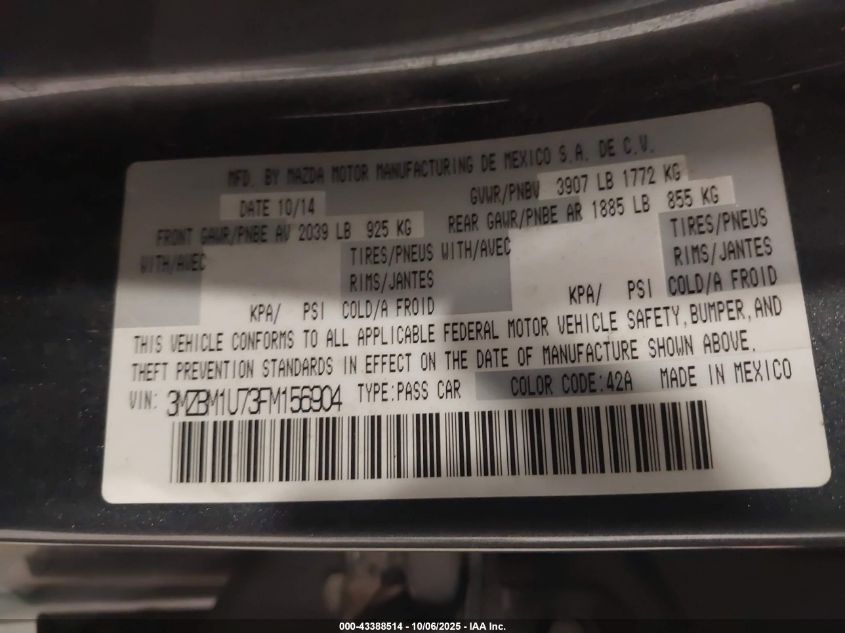 MFD. BY MAZDA MOTOR MANUFACTURING DE MEXICO S.A. DE C.V.
DATE 10/14 GVWR/PNBV 3907 LB 1772 KG
FRONT GAWR/PNBE AV 2039 LB 925 KG REAR GAWR/PNBE AR 1885 LB 855 KG
WITH/AVEC TIRES/PNEUS WITH/AVEC TIRES/PNEUS
RIMS/JANTES RIMS/JANTES
KPA/ PSI COLD/A FROID KPA/ PSI COLD/A FROID
THIS VEHICLE CONFORMS TO ALL APPLICABLE FEDERAL MOTOR VEHICLE SAFETY, BUMPER, AND
THEFT PREVENTION STANDARDS IN EFFECT ON THE DATE OF MANUFACTURE SHOWN ABOVE.
VIN: 3MZBM1U73FM156904 TYPE:PASS CAR COLOR CODE:42A MADE IN MEXICO
000-43388514 - 10/06/2025 - IAA Inc.